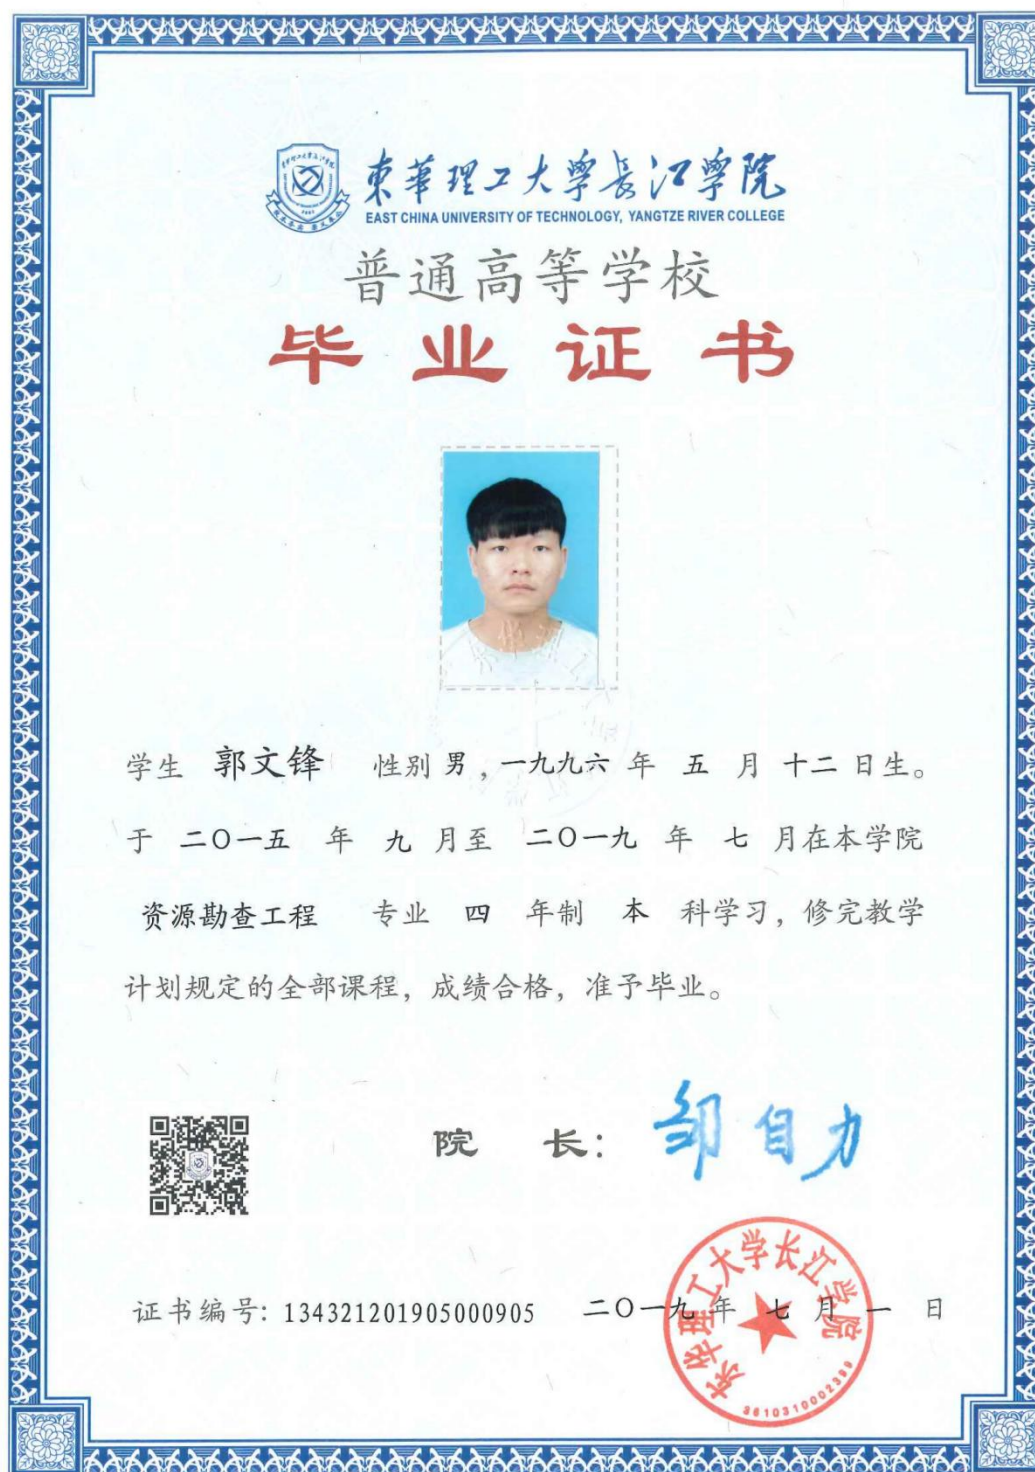 東華理工大學長江學院
EAST CHINA UNIVERSITY OF TECHNOLOGY, YANGTZE RIVER COLLEGE
普通高等学校
毕业证书
学生 郭文锋 性别 男，一九九六 年 五 月 十二 日生。
于 二〇一五 年 九 月至 二〇一九 年 七 月在本学院
资源勘查工程 专业 四 年制 本 科学习，修完教学
计划规定的全部课程，成绩合格，准予毕业。
院 长： 邹自力
证书编号：134321201905000905 二〇一九 年 七 月 一 日
东华理工大学长江学院
3610310002399